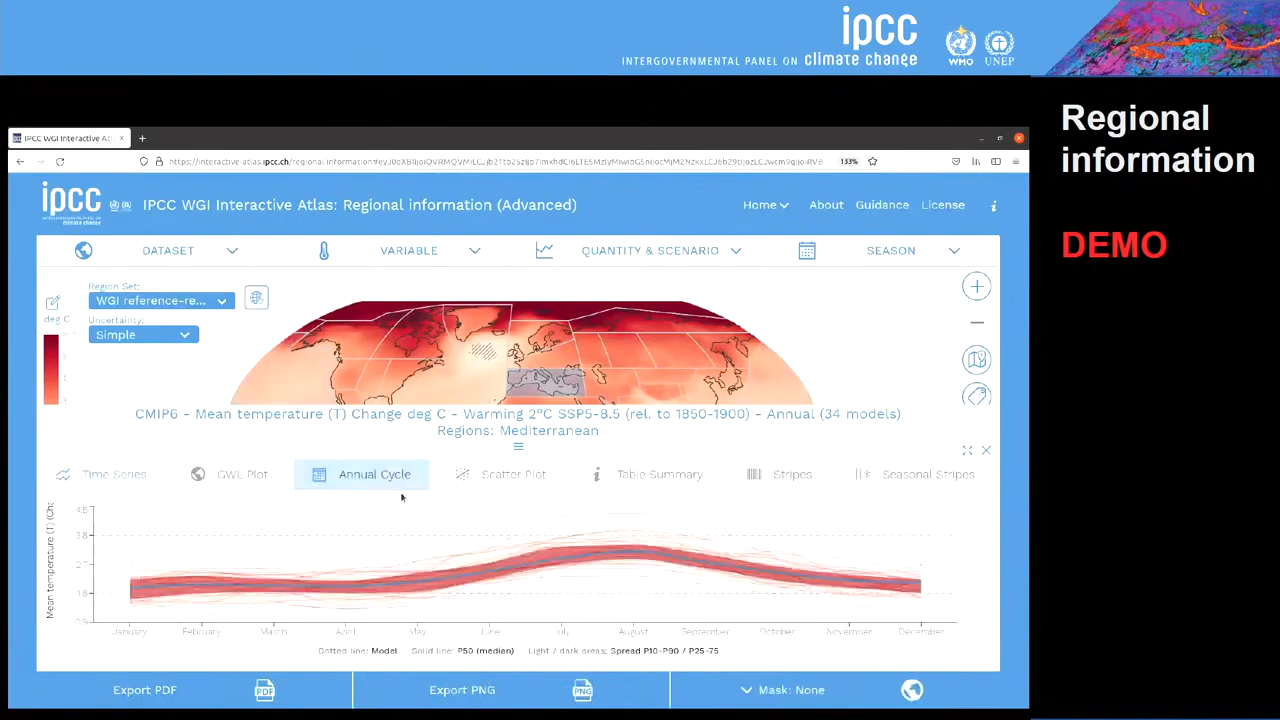 ipcc
INTERGOVERNMENTAL PANEL ON climate change
WMO
UNEP
Regional
information
DEMO
133%
ipcc
IPCC WGI Interactive Atlas: Regional information (Advanced)
Home
About
Guidance
License
DATASET
VARIABLE
QUANTITY & SCENARIO
SEASON
Region Set:
WGI reference-re...
Uncertainty:
Simple
deg C
CMIP6 - Mean temperature (T) Change deg C - Warming 2°C SSP5-8.5 (rel. to 1850-1900) - Annual (34 models)
Regions: Mediterranean
Time Series
GWL Plot
Annual Cycle
Scatter Plot
Table Summary
Stripes
Seasonal Stripes
Mean temperature (T) (Cha
3.8
2.7
1.8
January
February
March
April
May
June
July
August
September
October
November
December
Dotted line: Model Solid line: P50 (median) Light / dark areas: Spread P10-P90 / P25-75
Export PDF
PDF
Export PNG
PNG
Mask: None